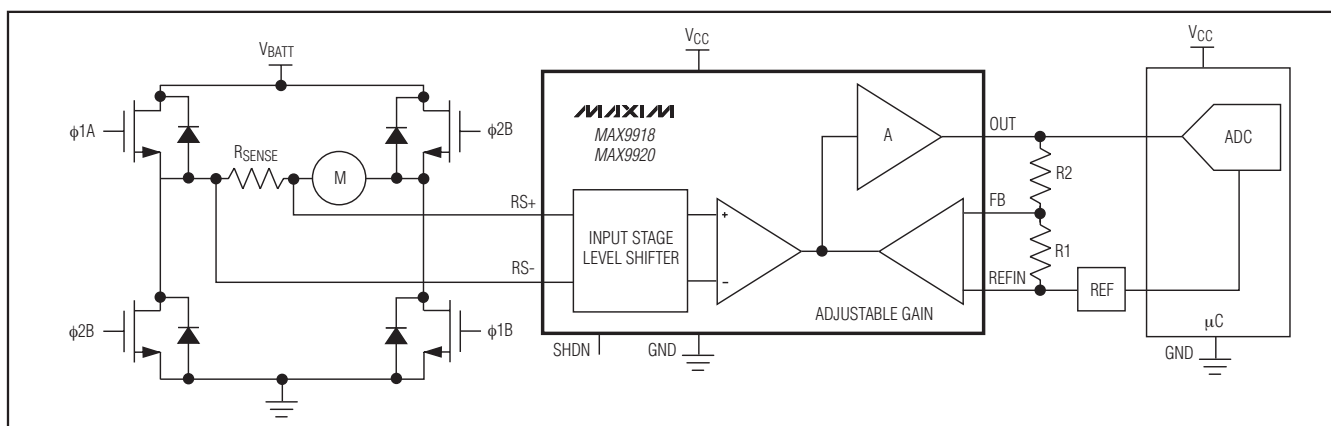 VBATT
ϕ1A
ϕ2B
RSENSE
M
ϕ2B
ϕ1B
VCC
MAXIM
MAX9918
MAX9920
A
OUT
R2
FB
R1
REFIN
RS+
RS-
INPUT STAGE
LEVEL SHIFTER
+
−
ADJUSTABLE GAIN
SHDN
GND
REF
VCC
ADC
μC
GND